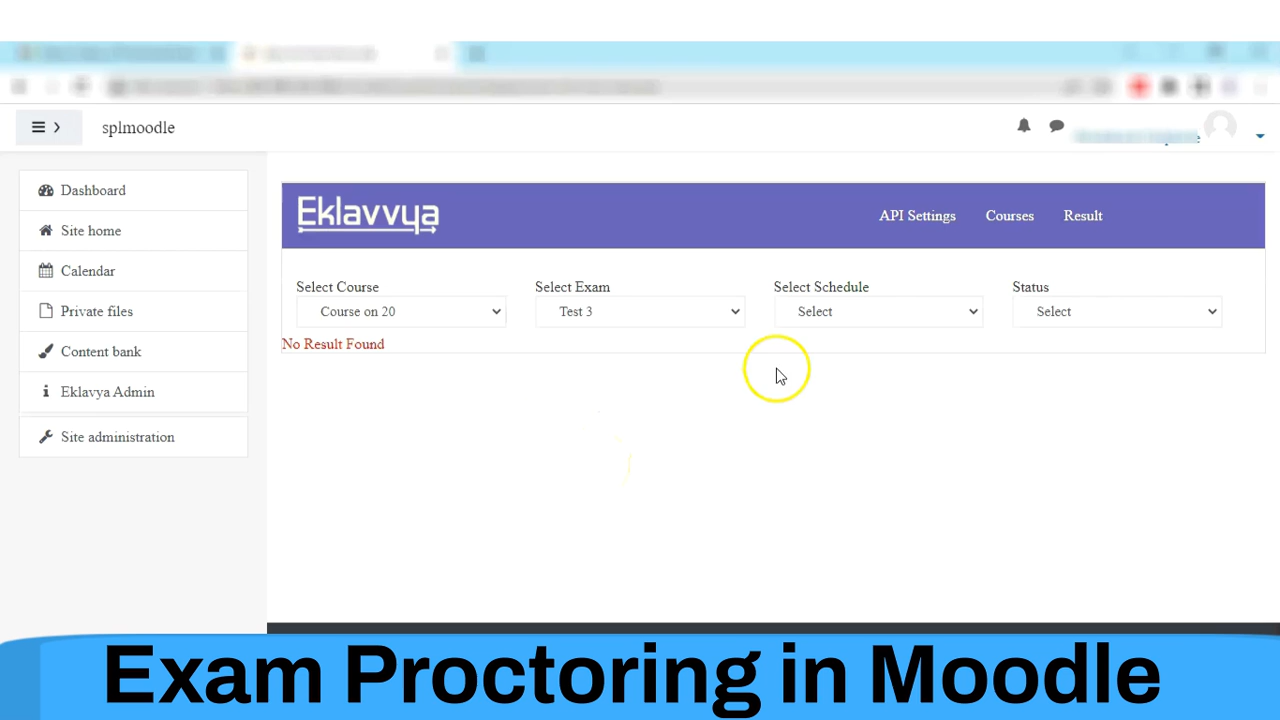 splmoodle
Dashboard
Site home
Calendar
Private files
Content bank
Eklavya Admin
Site administration
Eklavvya
API Settings Courses Result
Select Course Select Exam Select Schedule Status
Course on 20 Test 3 Select Select
No Result Found
Exam Proctoring in Moodle